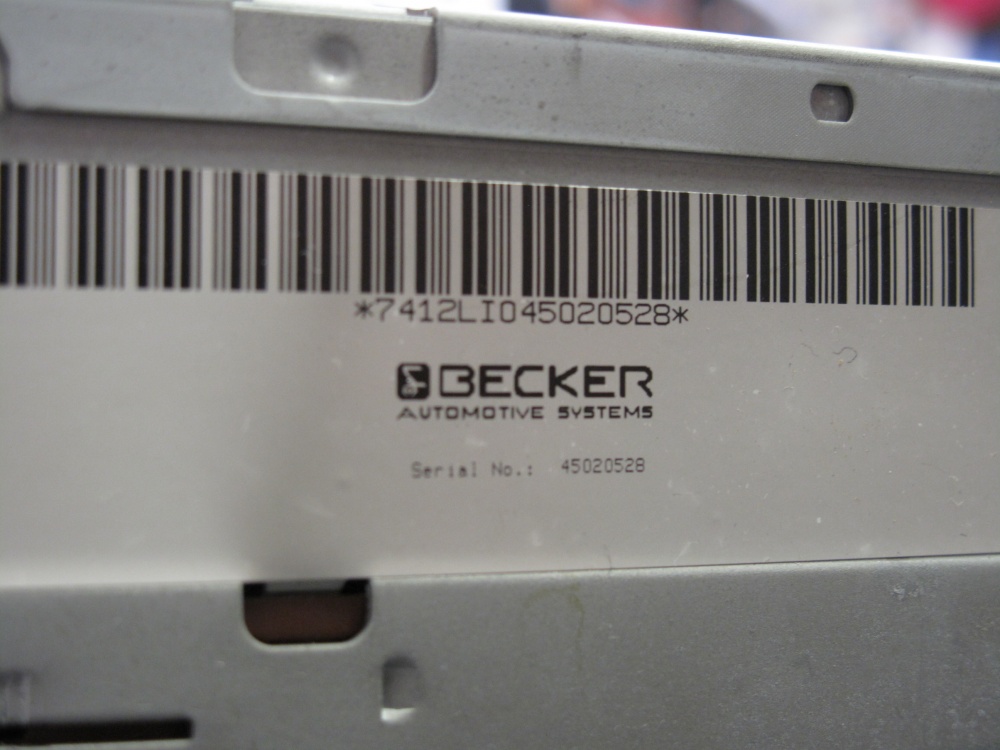 *7412LI045020528*
BECKER
AUTOMOTIVE SYSTEMS
Serial No.: 45020528